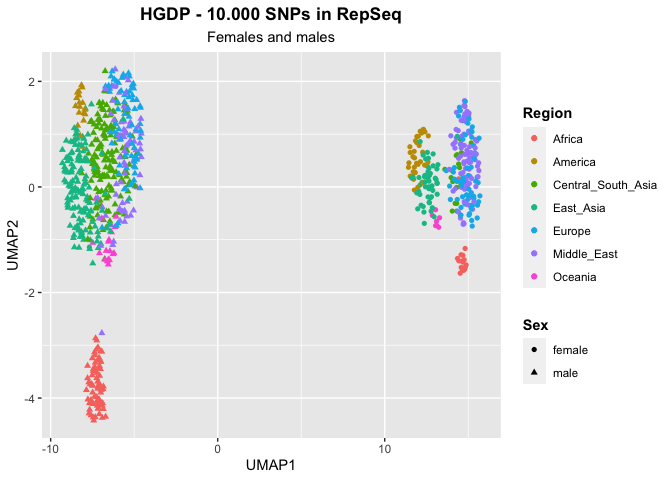 HGDP - 10.000 SNPs in RepSeq
Females and males
UMAP2
2
0
-2
-4
-10
0
10
UMAP1
Region
Africa
America
Central_South_Asia
East_Asia
Europe
Middle_East
Oceania
Sex
female
male